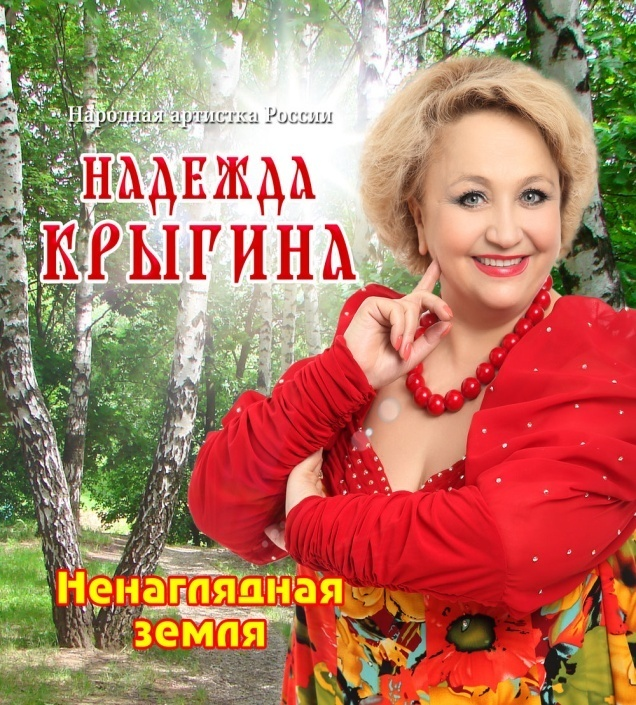 Народная артистка России
НАДЕЖДА
КРЫГИНА
Ненаглядная
земля